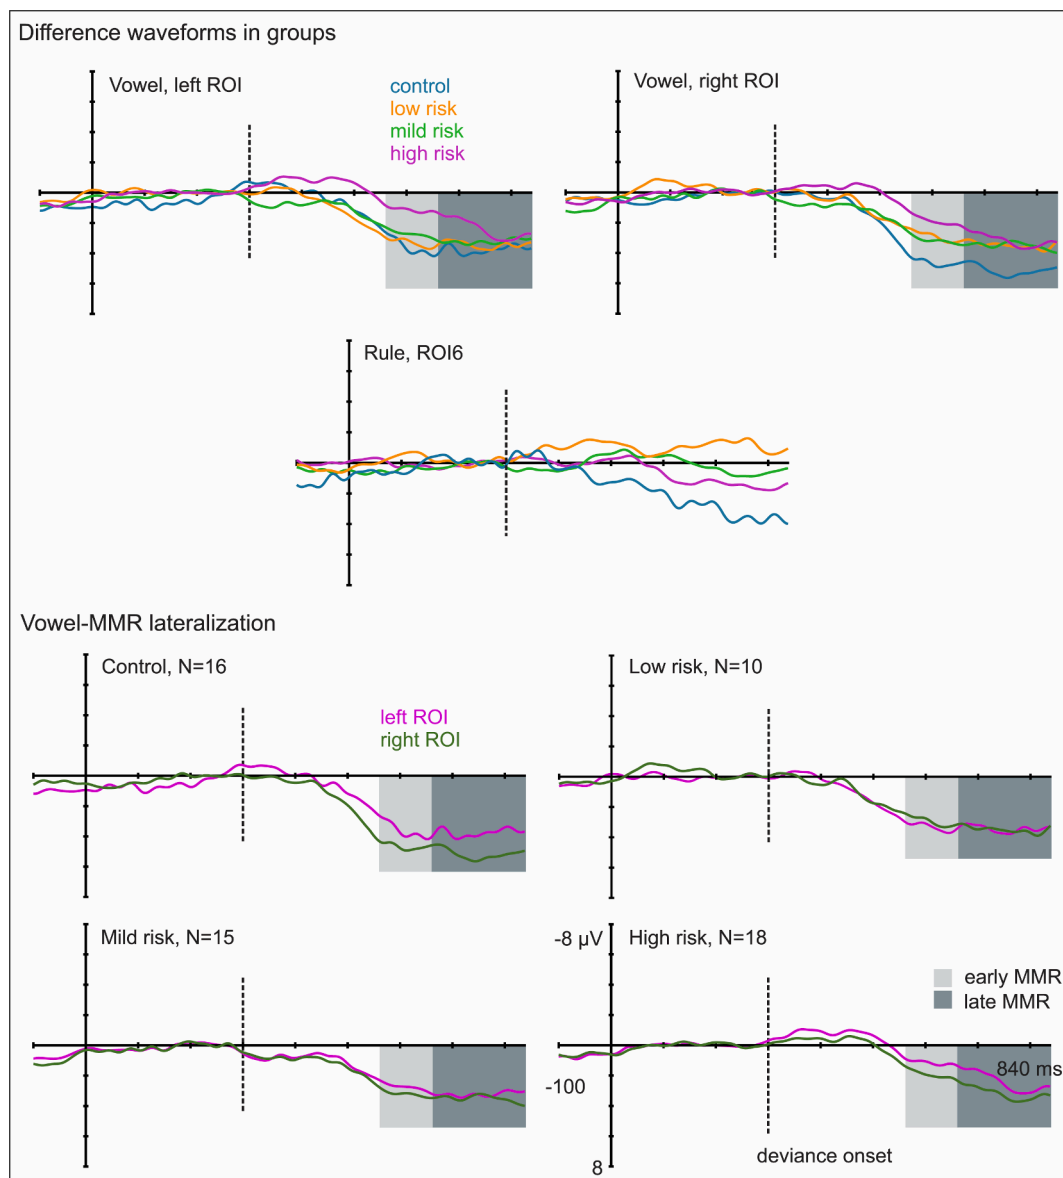 Difference waveforms in groups
Vowel, left ROI
control
low risk
mild risk
high risk
Vowel, right ROI
Rule, ROI6
Vowel-MMR lateralization
Control, N=16
left ROI
right ROI
Low risk, N=10
Mild risk, N=15
-8 µV
High risk, N=18
early MMR
late MMR
840 ms
-100
deviance onset
8